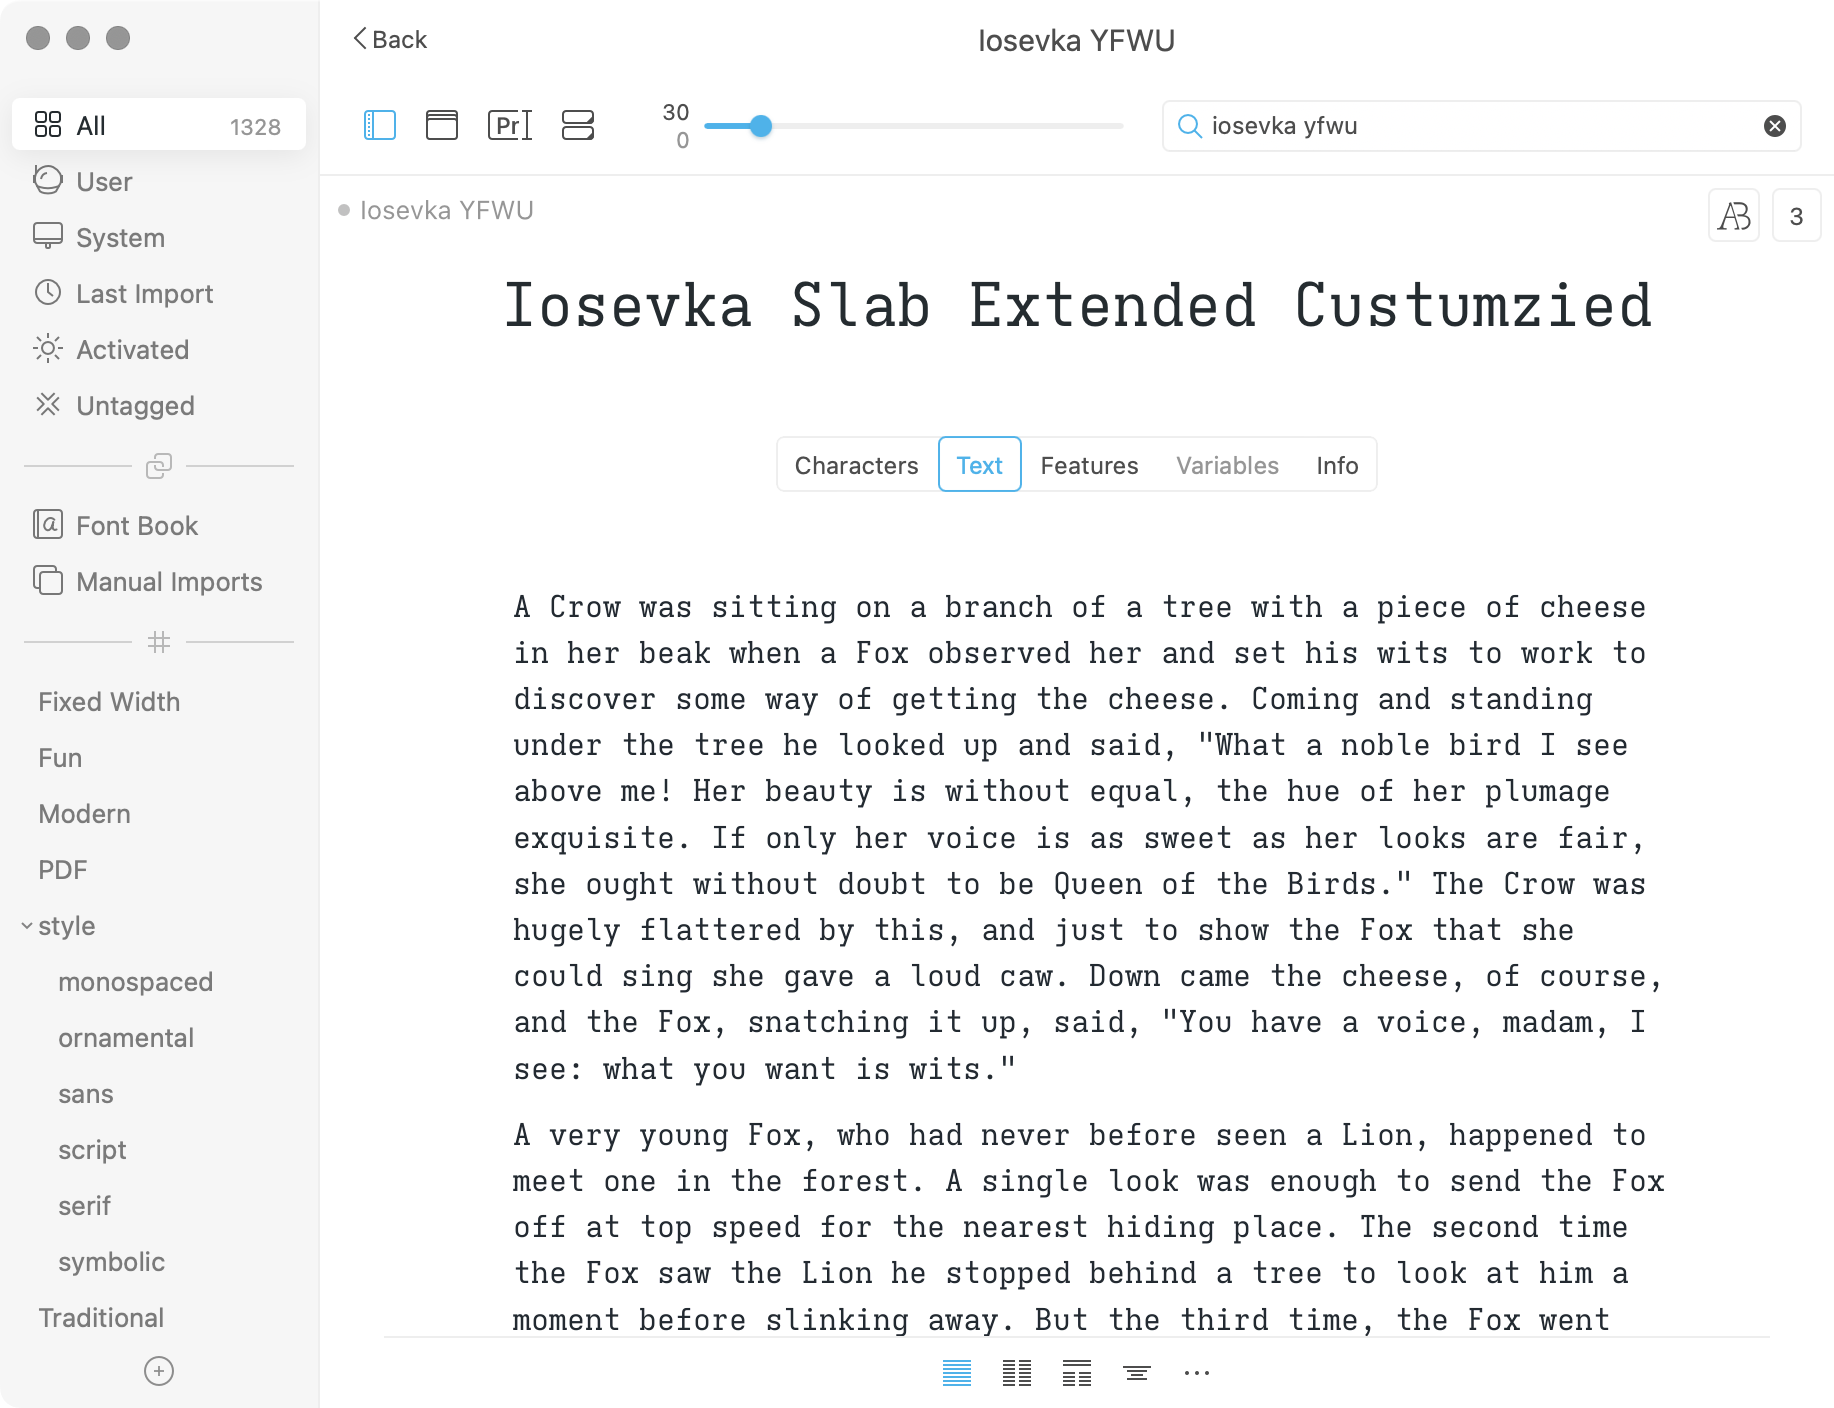 Back
Iosevka YFWU
All 1328
User
System
Last Import
Activated
Untagged
Font Book
Manual Imports
Fixed Width
Fun
Modern
PDF
style
monospaced
ornamental
sans
script
serif
symbolic
Traditional
Pr
30
0
iosevka yfwu
Iosevka YFWU
AB 3
Iosevka Slab Extended Custumzied
Characters Text Features Variables Info
A Crow was sitting on a branch of a tree with a piece of cheese
in her beak when a Fox observed her and set his wits to work to
discover some way of getting the cheese. Coming and standing
under the tree he looked up and said, "What a noble bird I see
above me! Her beauty is without equal, the hue of her plumage
exquisite. If only her voice is as sweet as her looks are fair,
she ought without doubt to be Queen of the Birds." The Crow was
hugely flattered by this, and just to show the Fox that she
could sing she gave a loud caw. Down came the cheese, of course,
and the Fox, snatching it up, said, "You have a voice, madam, I
see: what you want is wits."
A very young Fox, who had never before seen a Lion, happened to
meet one in the forest. A single look was enough to send the Fox
off at top speed for the nearest hiding place. The second time
the Fox saw the Lion he stopped behind a tree to look at him a
moment before slinking away. But the third time, the Fox went